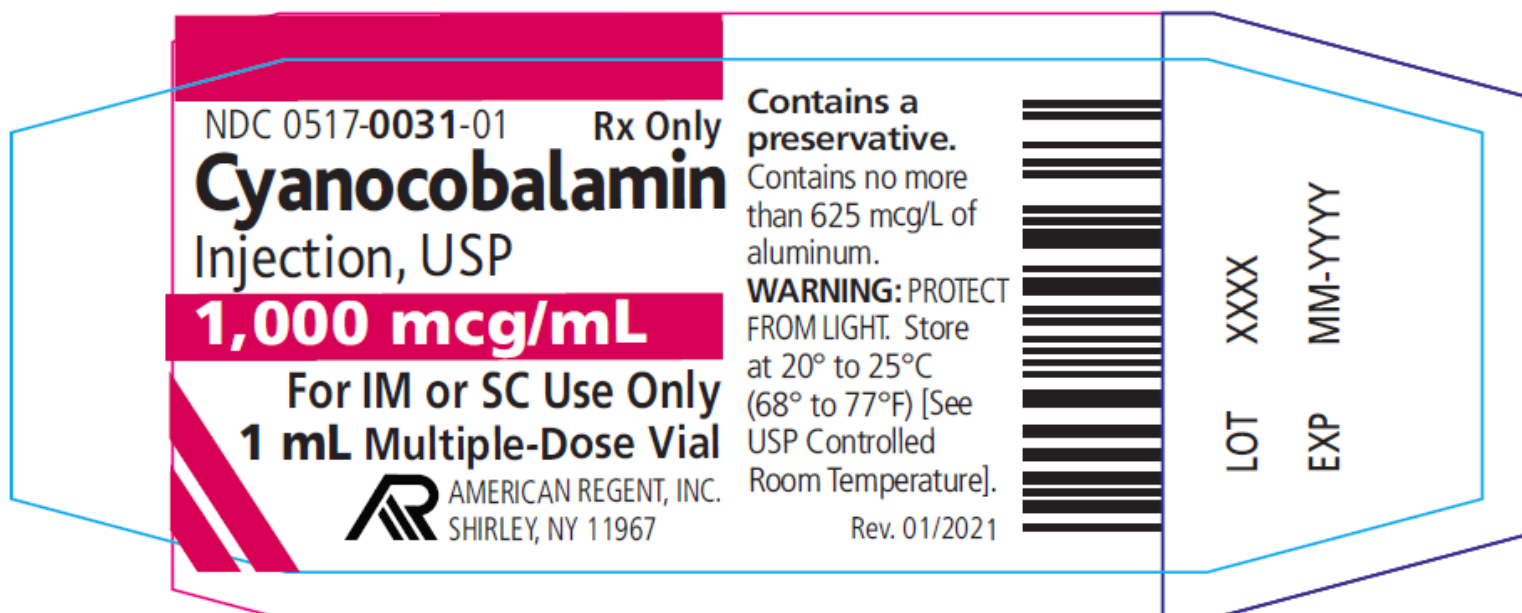 NDC 0517-0031-01 Rx Only
Cyanocobalamin
Injection, USP
1,000 mcg/mL
For IM or SC Use Only
1 mL Multiple-Dose Vial
AMERICAN REGENT, INC.
SHIRLEY, NY 11967
Contains a
preservative.
Contains no more
than 625 mcg/L of
aluminum.
WARNING: PROTECT
FROM LIGHT. Store
at 20° to 25°C
(68° to 77°F) [See
USP Controlled
Room Temperature].
Rev. 01/2021
LOT XXXX
EXP MM-YYYY